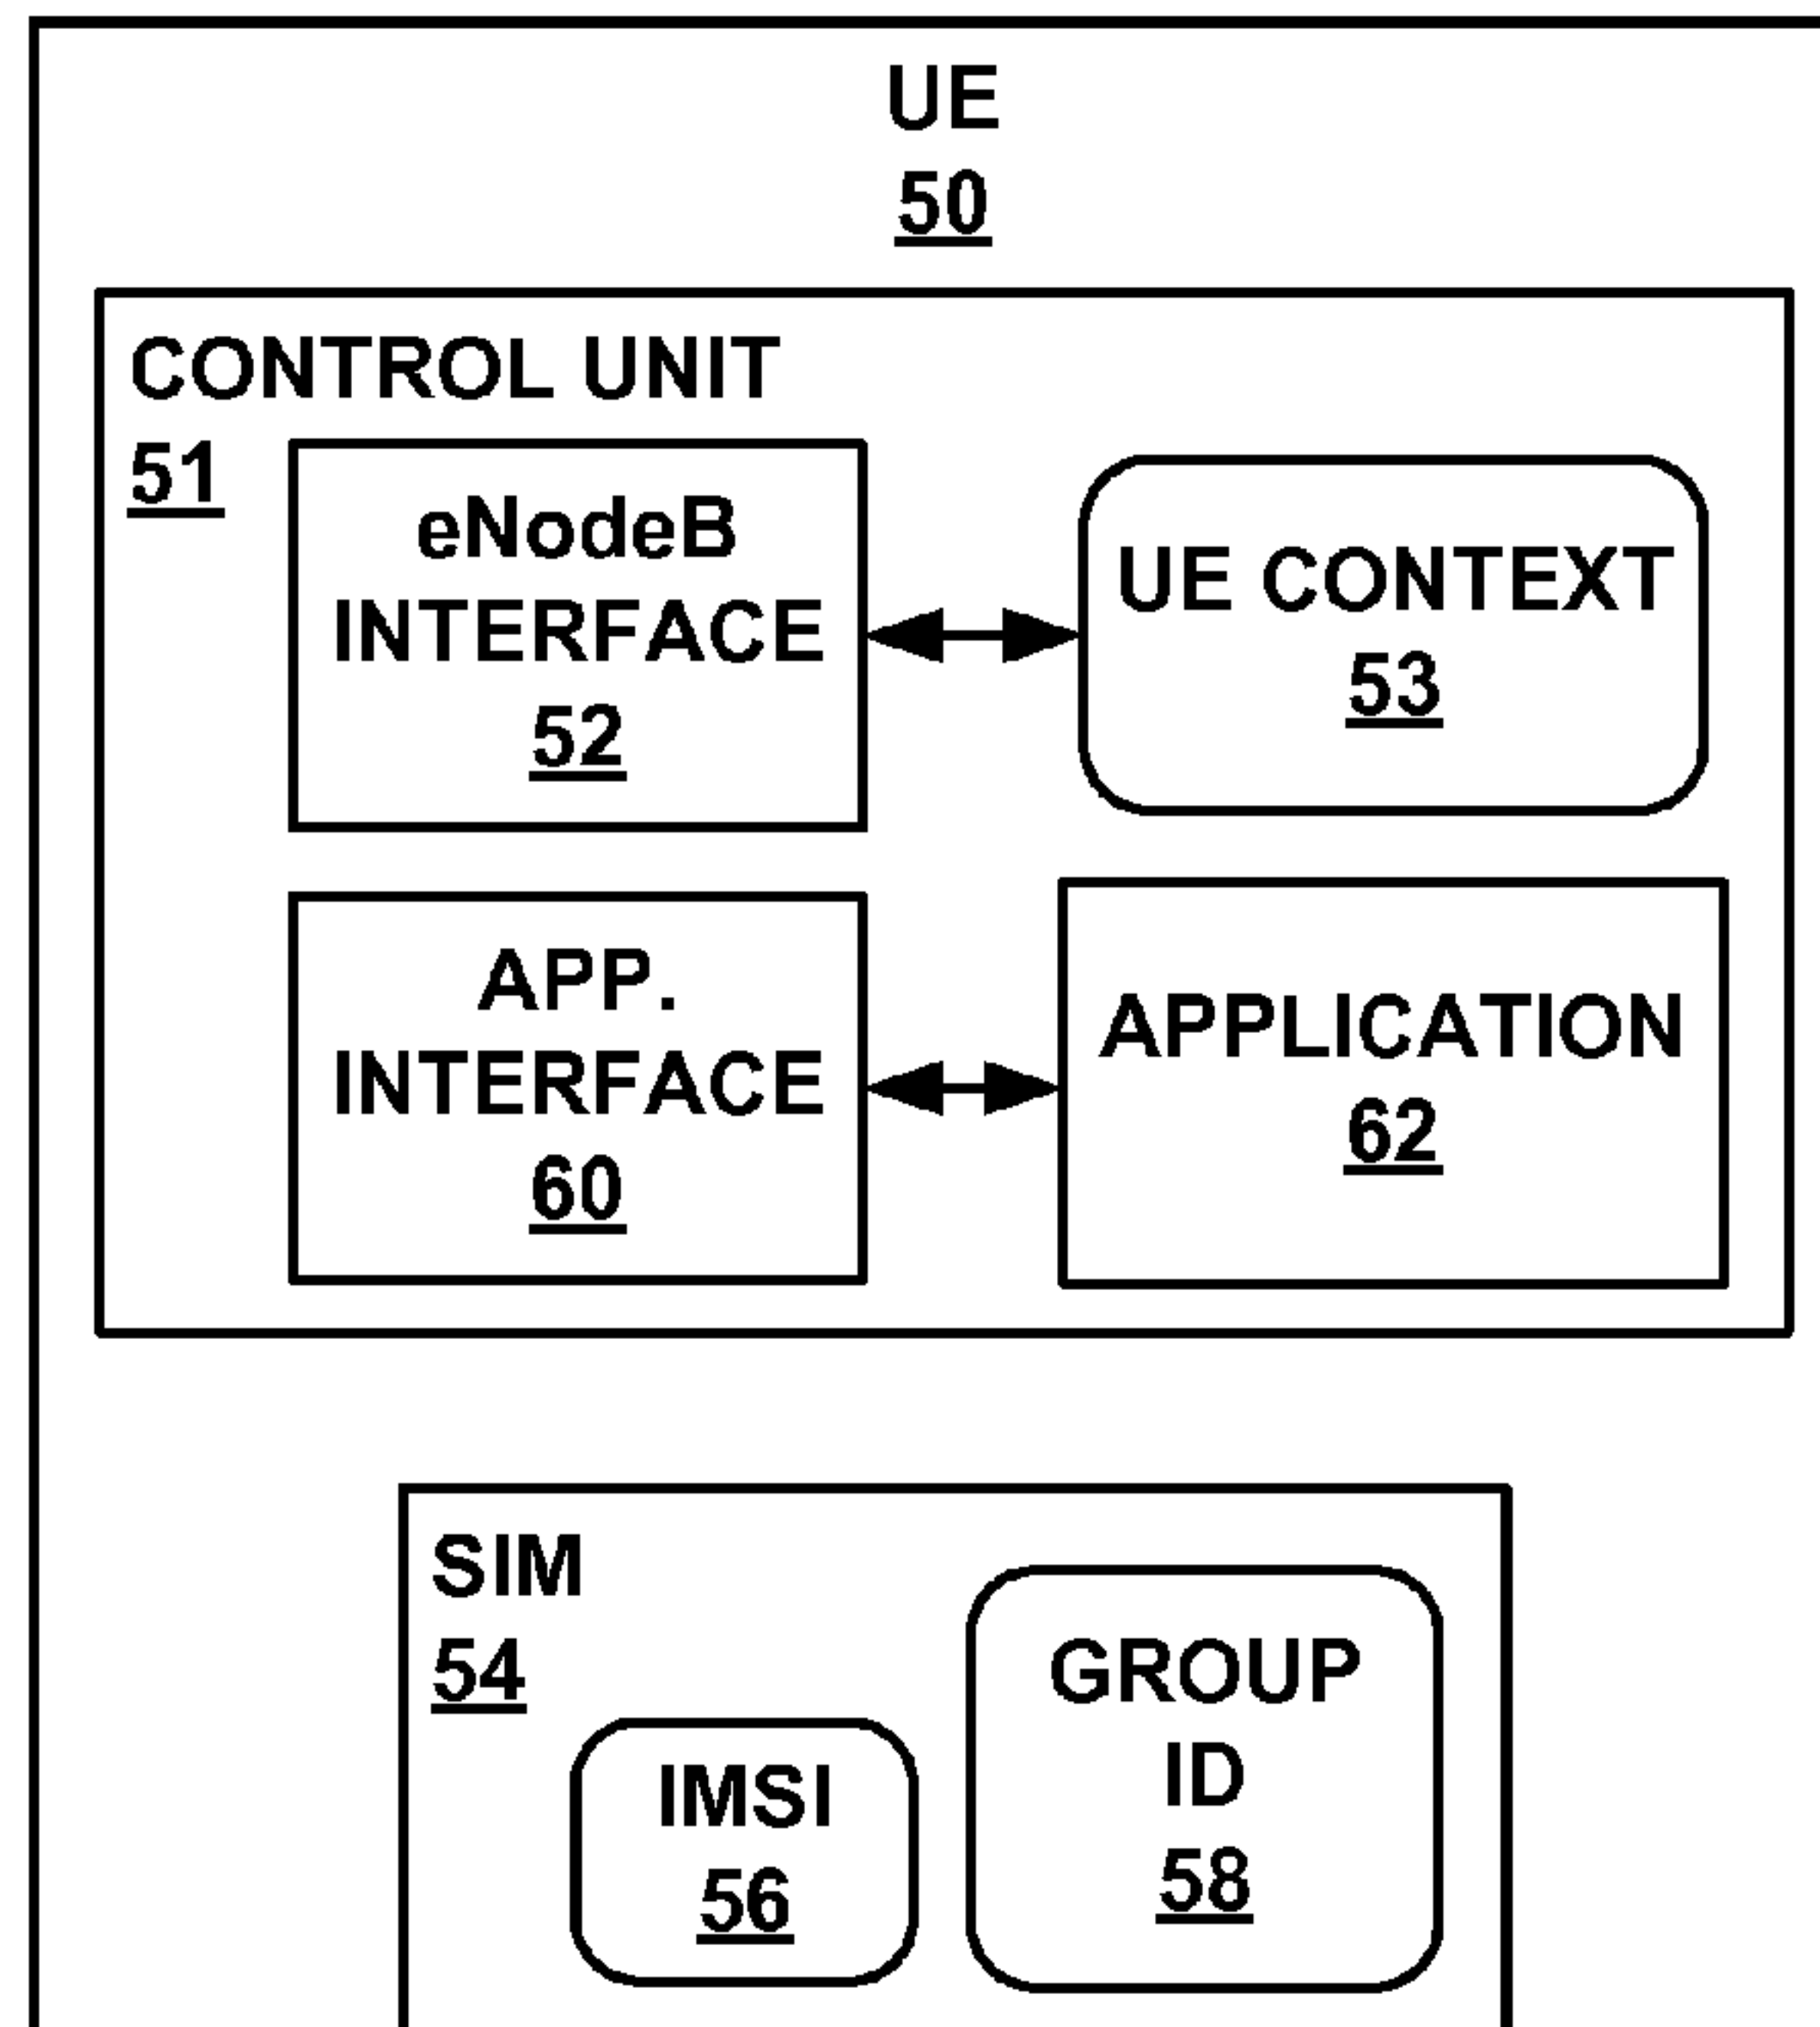 UE
50
CONTROL UNIT
51
eNodeB
INTERFACE
52
UE CONTEXT
53
APP.
INTERFACE
60
APPLICATION
62
SIM
54
IMSI
56
GROUP
ID
58